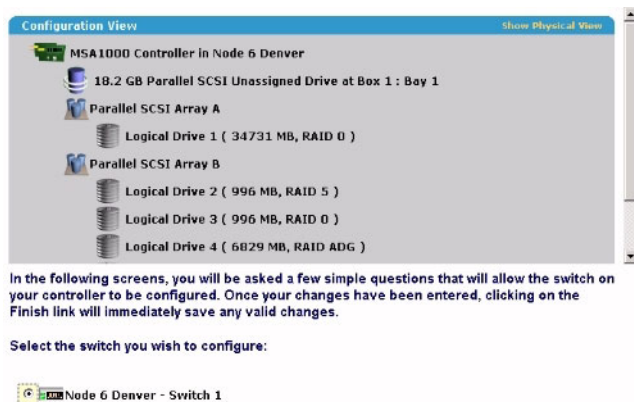 Configuration View
Show Physical View
MSA1000 Controller in Node 6 Denver
18.2 GB Parallel SCSI Unassigned Drive at Box 1 : Bay 1
Parallel SCSI Array A
Logical Drive 1 ( 34731 MB, RAID 0 )
Parallel SCSI Array B
Logical Drive 2 ( 996 MB, RAID 5 )
Logical Drive 3 ( 996 MB, RAID 0 )
Logical Drive 4 ( 6829 MB, RAID ADG )
In the following screens, you will be asked a few simple questions that will allow the switch on
your controller to be configured. Once your changes have been entered, clicking on the
Finish link will immediately save any valid changes.
Select the switch you wish to configure:
Node 6 Denver - Switch 1